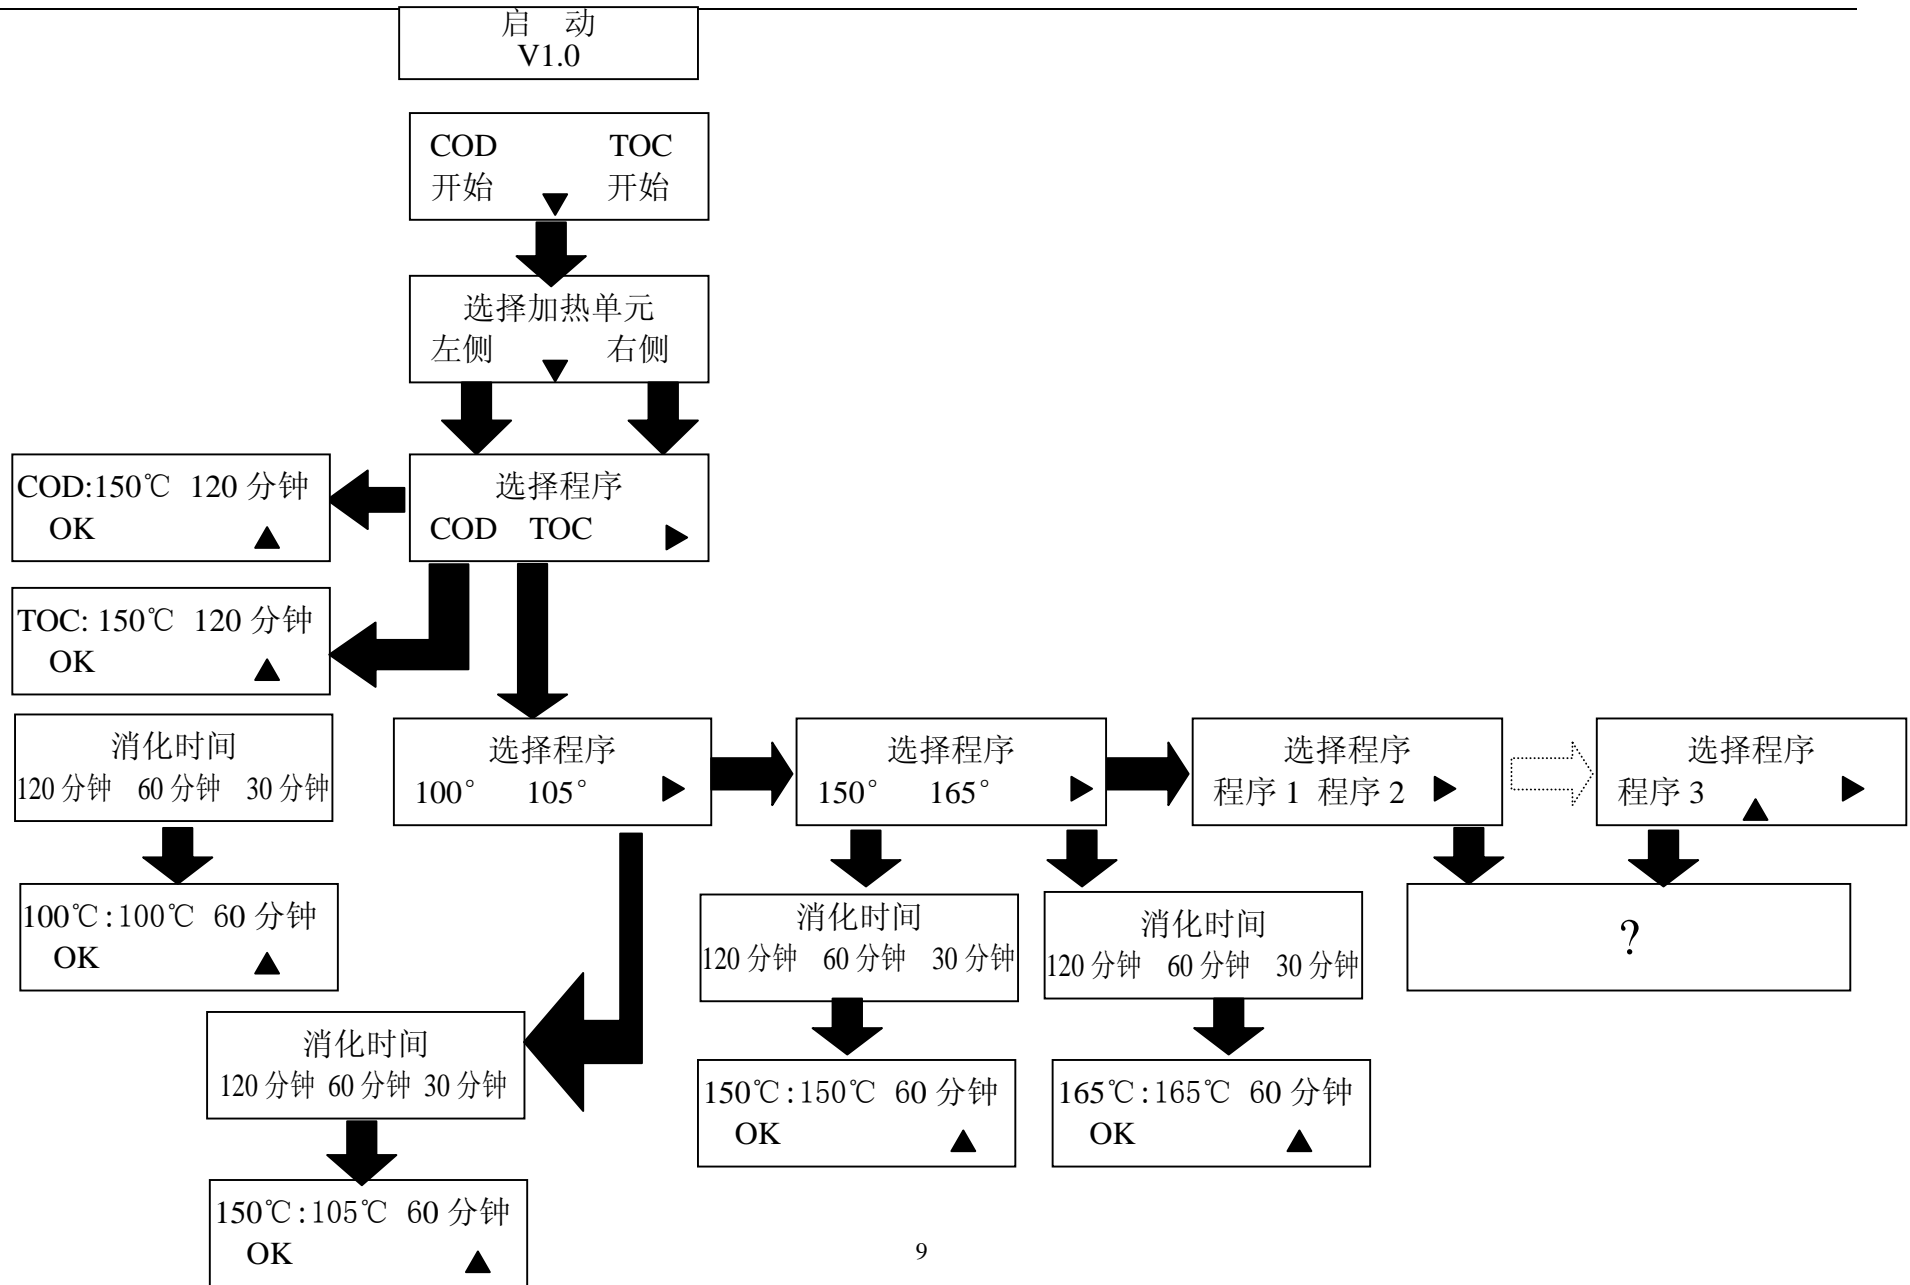 启 动
V1.0
COD TOC
开始 开始
选择加热单元
左侧 右侧
COD:150℃ 120 分钟
OK
选择程序
COD TOC
TOC: 150℃ 120 分钟
OK
消化时间
120 分钟 60 分钟 30 分钟
选择程序
100° 105°
选择程序
150° 165°
选择程序
程序 1 程序 2
选择程序
程序 3
100℃:100℃ 60 分钟
OK
消化时间
120 分钟 60 分钟 30 分钟
消化时间
120 分钟 60 分钟 30 分钟
?
消化时间
120 分钟 60 分钟 30 分钟
150℃:150℃ 60 分钟
OK
165℃:165℃ 60 分钟
OK
150℃:105℃ 60 分钟
OK
9